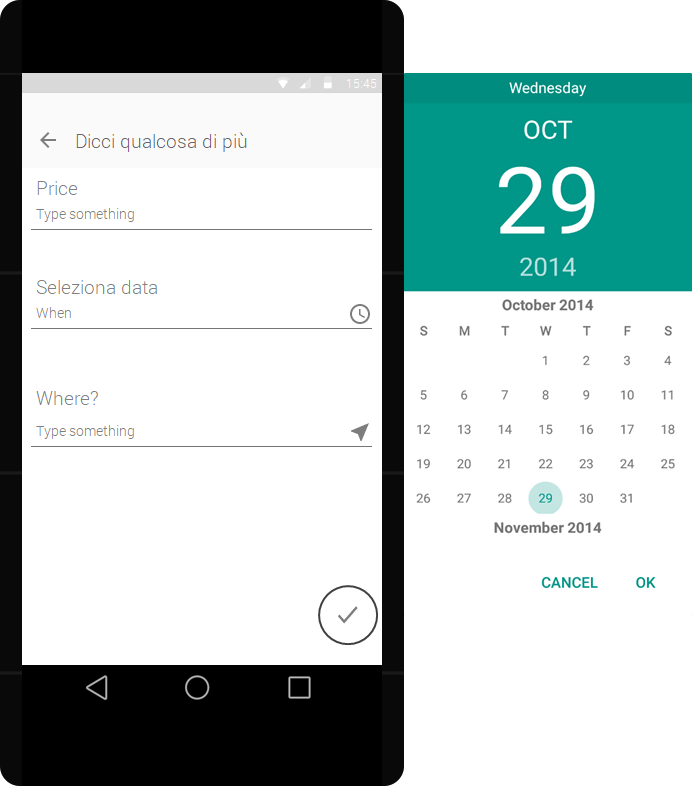 15:45
Dicci qualcosa di più
Price
Type something
Seleziona data
When
Where?
Type something
Wednesday
OCT
29
2014
October 2014
S M T W T F S
1 2 3 4
5 6 7 8 9 10 11
12 13 14 15 16 17 18
19 20 21 22 23 24 25
26 27 28 29 30 31
November 2014
CANCEL OK